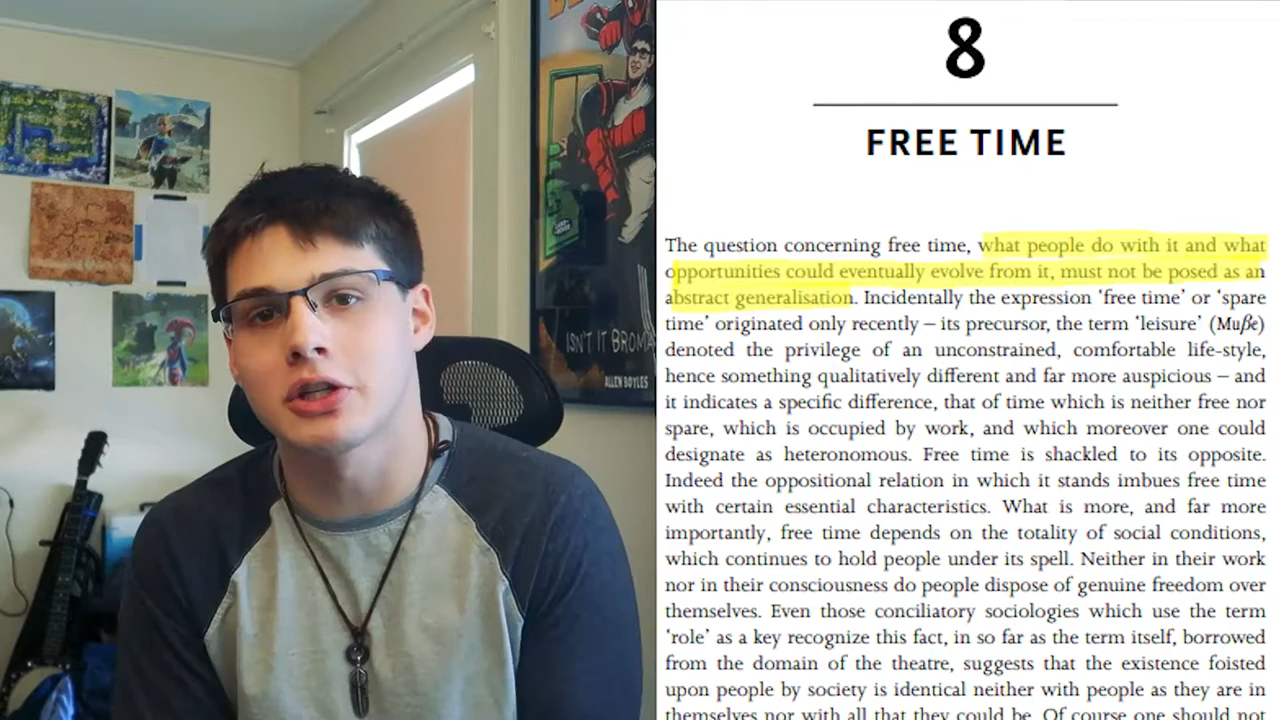 ISN'T IT BROMA
ALLEN BOYLES
8
FREE TIME
The question concerning free time, what people do with it and what
opportunities could eventually evolve from it, must not be posed as an
abstract generalisation. Incidentally the expression ‘free time’ or ‘spare
time’ originated only recently – its precursor, the term ‘leisure’ (Muße)
denoted the privilege of an unconstrained, comfortable life-style,
hence something qualitatively different and far more auspicious – and
it indicates a specific difference, that of time which is neither free nor
spare, which is occupied by work, and which moreover one could
designate as heteronomous. Free time is shackled to its opposite.
Indeed the oppositional relation in which it stands imbues free time
with certain essential characteristics. What is more, and far more
importantly, free time depends on the totality of social conditions,
which continues to hold people under its spell. Neither in their work
nor in their consciousness do people dispose of genuine freedom over
themselves. Even those conciliatory sociologies which use the term
‘role’ as a key recognize this fact, in so far as the term itself, borrowed
from the domain of the theatre, suggests that the existence foisted
upon people by society is identical neither with people as they are in
themselves nor with all that they could be. Of course one should not